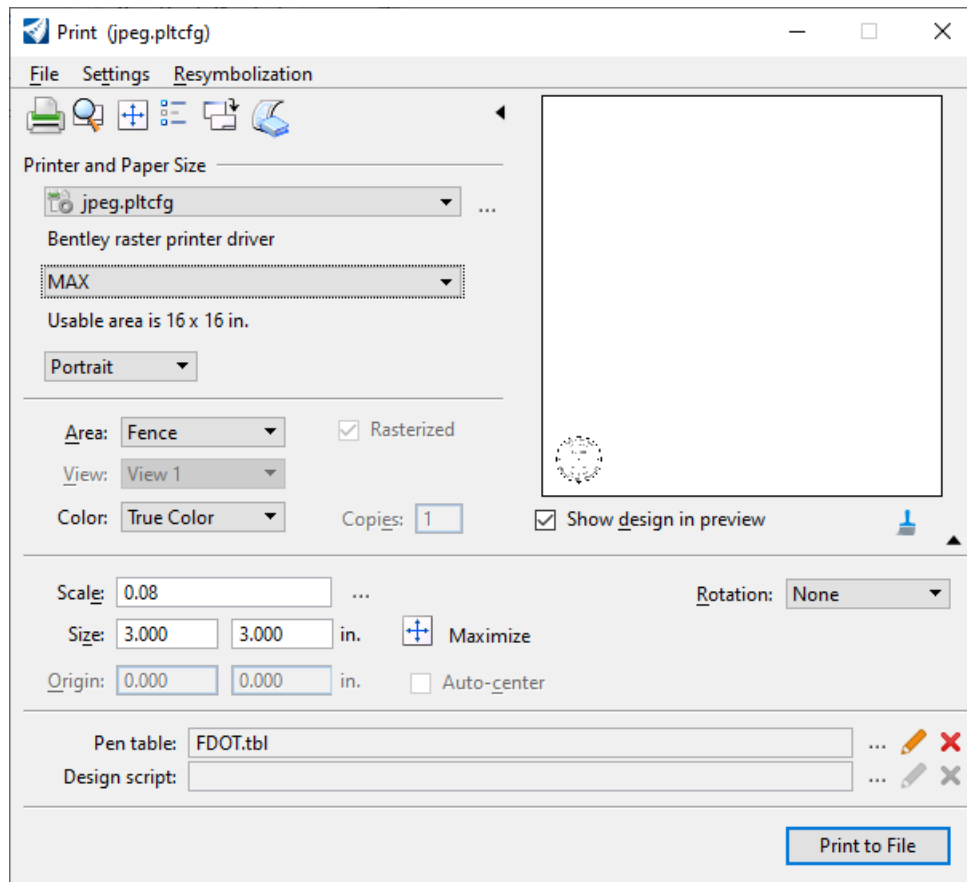 Print (jpeg.pltcfg)
File Settings Resymbolization
Printer and Paper Size
jpeg.pltcfg ...
Bentley raster printer driver
MAX
Usable area is 16 x 16 in.
Portrait
Area: Fence Rasterized
View: View 1
Color: True Color Copies: 1 Show design in preview
Scale: 0.08 ... Rotation: None
Size: 3.000 3.000 in. Maximize
Origin: 0.000 0.000 in. Auto-center
Pen table: FDOT.tbl ...
Design script: ...
Print to File